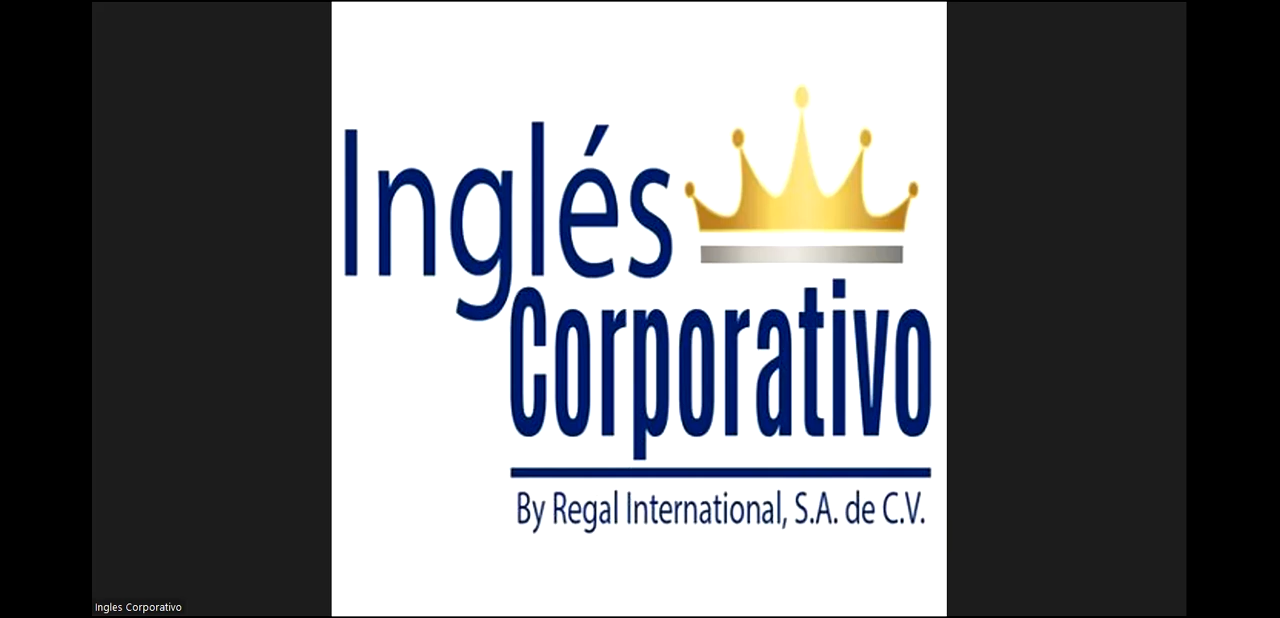 Inglés
Corporativo
By Regal International, S.A. de C.V.
Ingles Corporativo